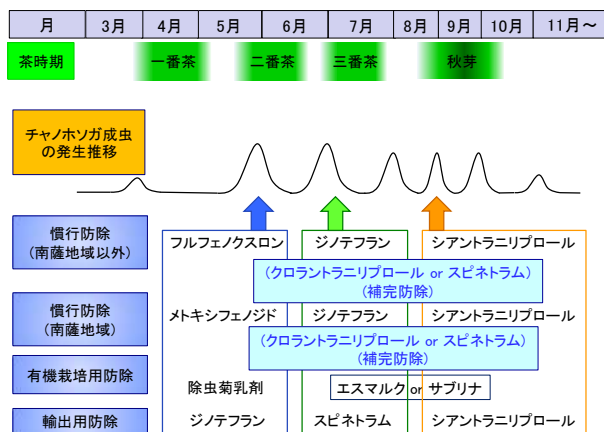 月 3月 4月 5月 6月 7月 8月 9月 10月 11月～
茶時期 一番茶 二番茶 三番茶 秋芽
チャノホソガ成虫
の発生推移
慣行防除
(南薩地域以外)
フルフェノクスロン ジノテフラン シアントラニリプロール
(クロラントラニリプロール or スピネトラム)
(補完防除)
慣行防除
(南薩地域)
メトキシフェノジド ジノテフラン シアントラニリプロール
(クロラントラニリプロール or スピネトラム)
(補完防除)
有機栽培用防除
除虫菊乳剤 エスマルク or サブリナ
輸出用防除 ジノテフラン スピネトラム シアントラニリプロール